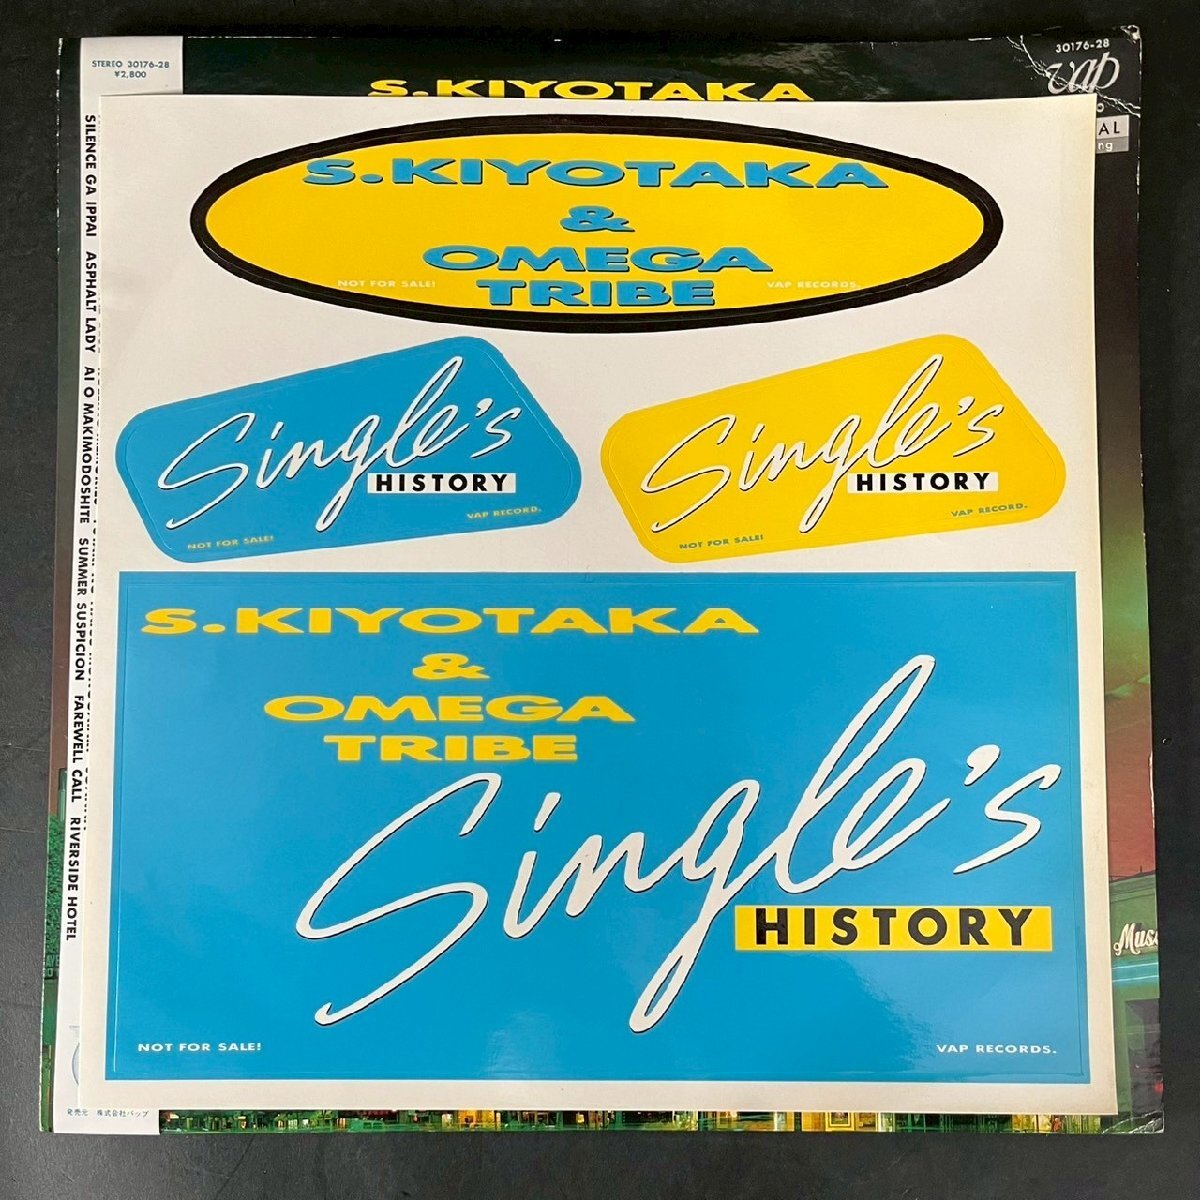 STEREO 30176-28
¥2,800
SILENCE GA IPPAI ASPHALT LADY AI O MAKIMODOSHITE SUMMER SUSPICION FAREWELL CALL RIVERSIDE HOTEL
発売元 株式会社バップ
S.KIYOTAKA
30176-28
vap
AL
ng
S.KIYOTAKA
&
OMEGA
TRIBE
NOT FOR SALE!
VAP RECORDS.
Single's
HISTORY
VAP RECORD.
NOT FOR SALE!
Single's
HISTORY
VAP RECORD.
NOT FOR SALE!
S.KIYOTAKA
&
OMEGA
TRIBE
Single's
HISTORY
NOT FOR SALE!
VAP RECORDS.